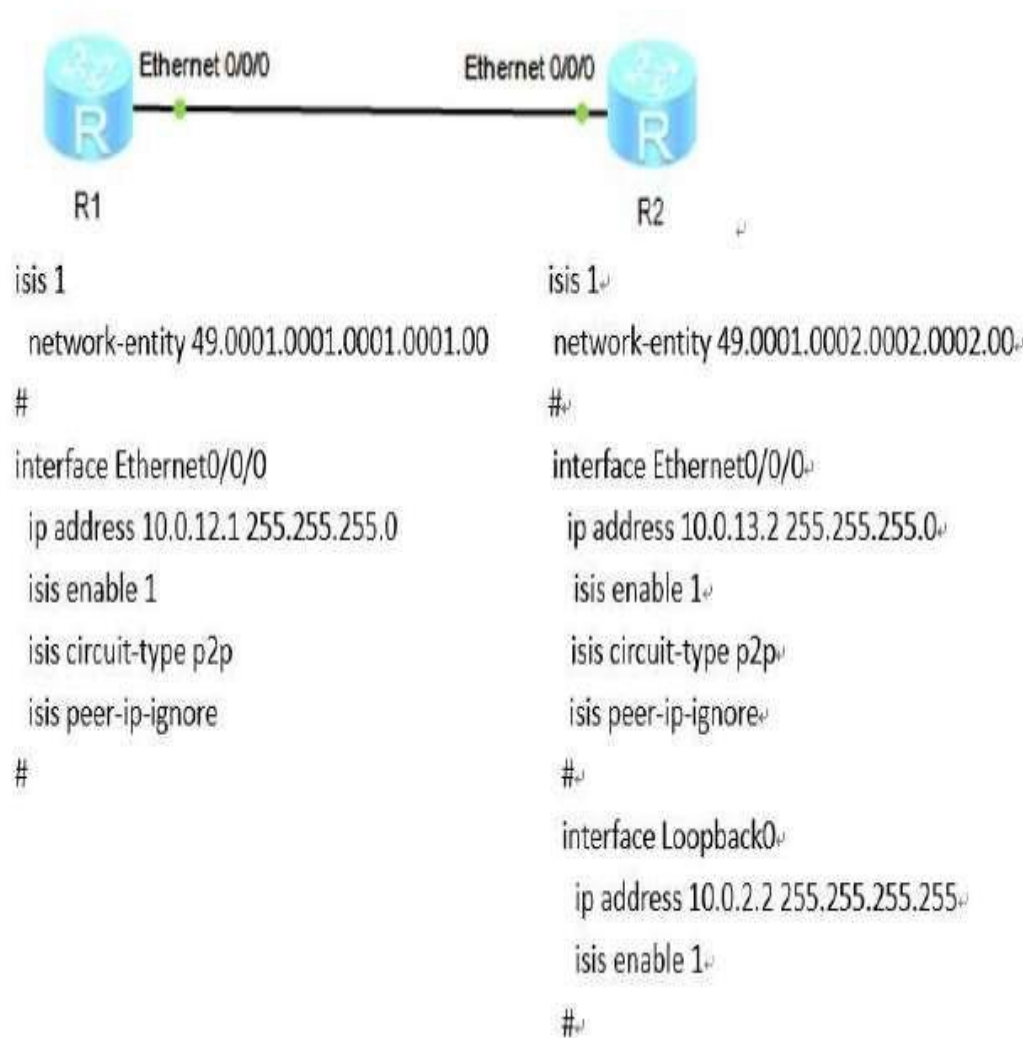 Ethernet 0/0/0
Ethernet 0/0/0
R
R
R1
R2
isis 1
network-entity 49.0001.0001.0001.0001.00
#
interface Ethernet0/0/0
ip address 10.0.12.1 255.255.255.0
isis enable 1
isis circuit-type p2p
isis peer-ip-ignore
#
isis 1
network-entity 49.0001.0002.0002.0002.00
#
interface Ethernet0/0/0
ip address 10.0.13.2 255.255.255.0
isis enable 1
isis circuit-type p2p
isis peer-ip-ignore
#
interface Loopback0
ip address 10.0.2.2 255.255.255.255
isis enable 1
#